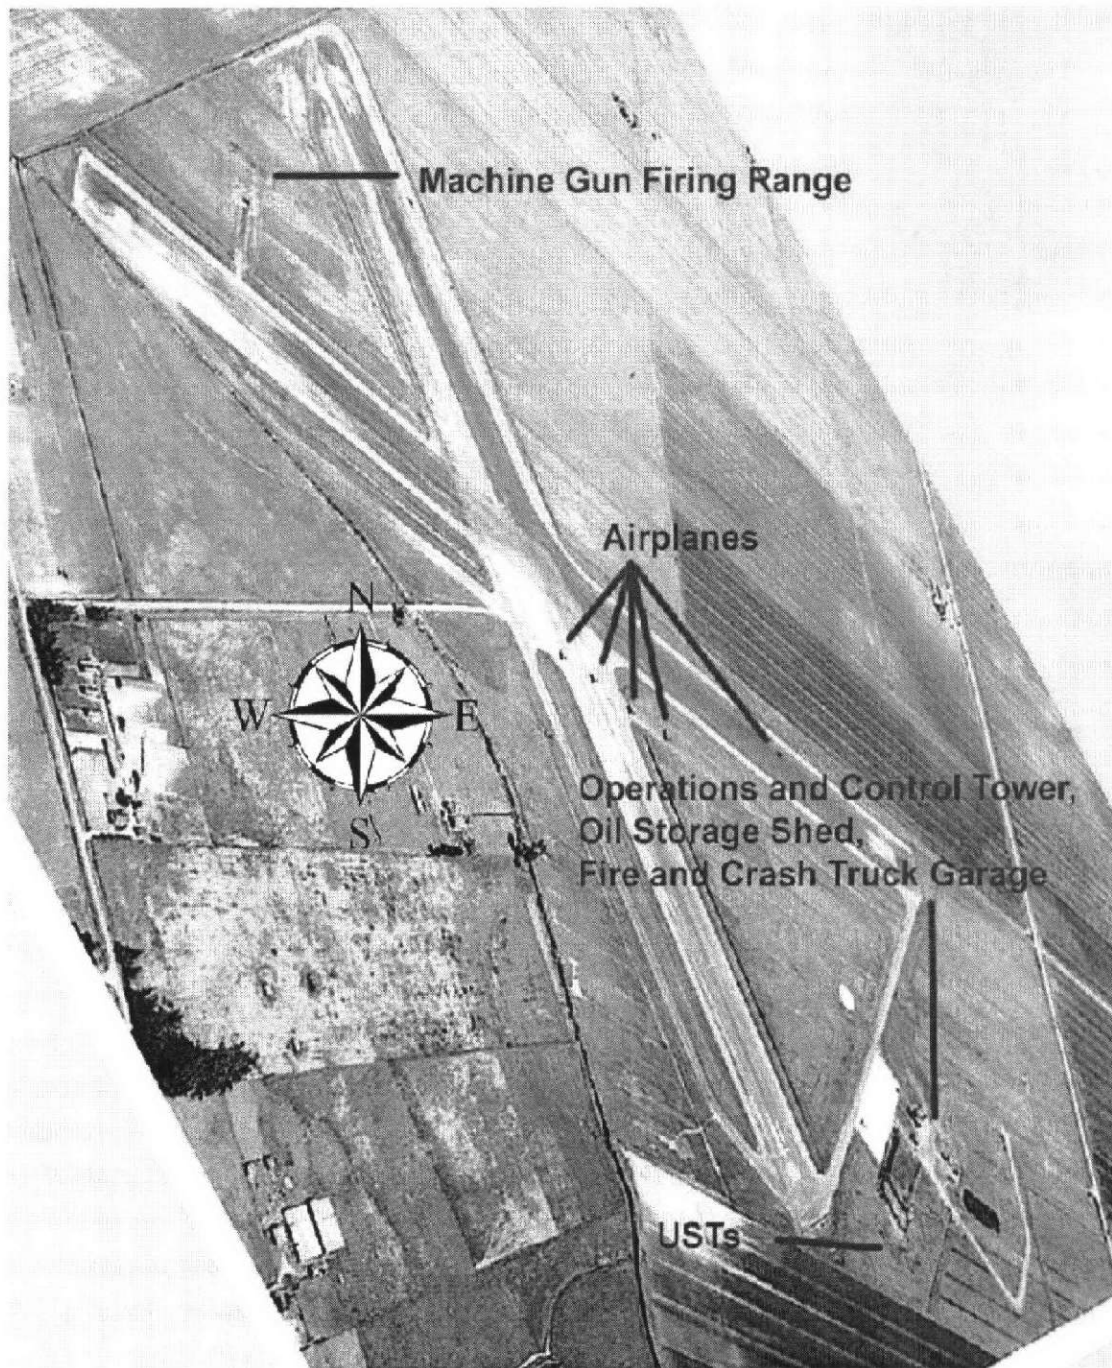 Machine Gun Firing Range
Airplanes
N
W
E
S
Operations and Control Tower,
Oil Storage Shed,
Fire and Crash Truck Garage
USTs